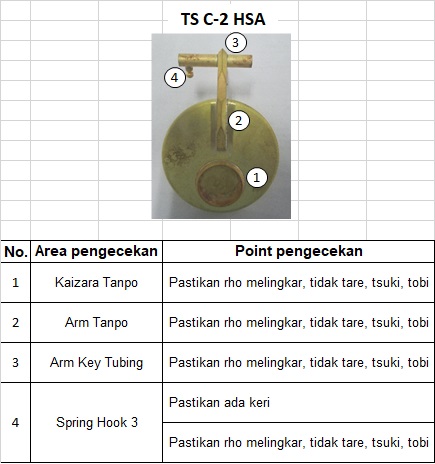 TS C-2 HSA
3
4
2
1
No. Area pengecekan Point pengecekan
1 Kaizara Tanpo Pastikan rho melingkar, tidak tare, tsuki, tobi
2 Arm Tanpo Pastikan rho melingkar, tidak tare, tsuki, tobi
3 Arm Key Tubing Pastikan rho melingkar, tidak tare, tsuki, tobi
4 Spring Hook 3 Pastikan ada keri
Pastikan rho melingkar, tidak tare, tsuki, tobi